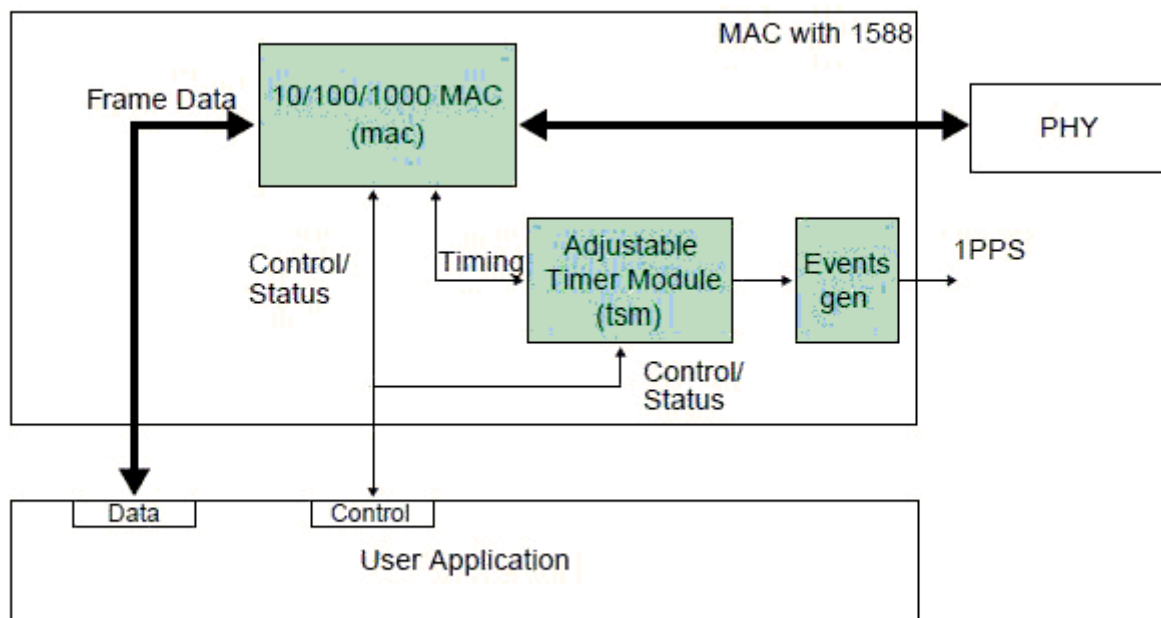 MAC with 1588
10/100/1000 MAC
(mac)
Frame Data
PHY
Control/
Status
Timing
Adjustable
Timer Module
(tsm)
Events
gen
1PPS
Control/
Status
Data
Control
User Application